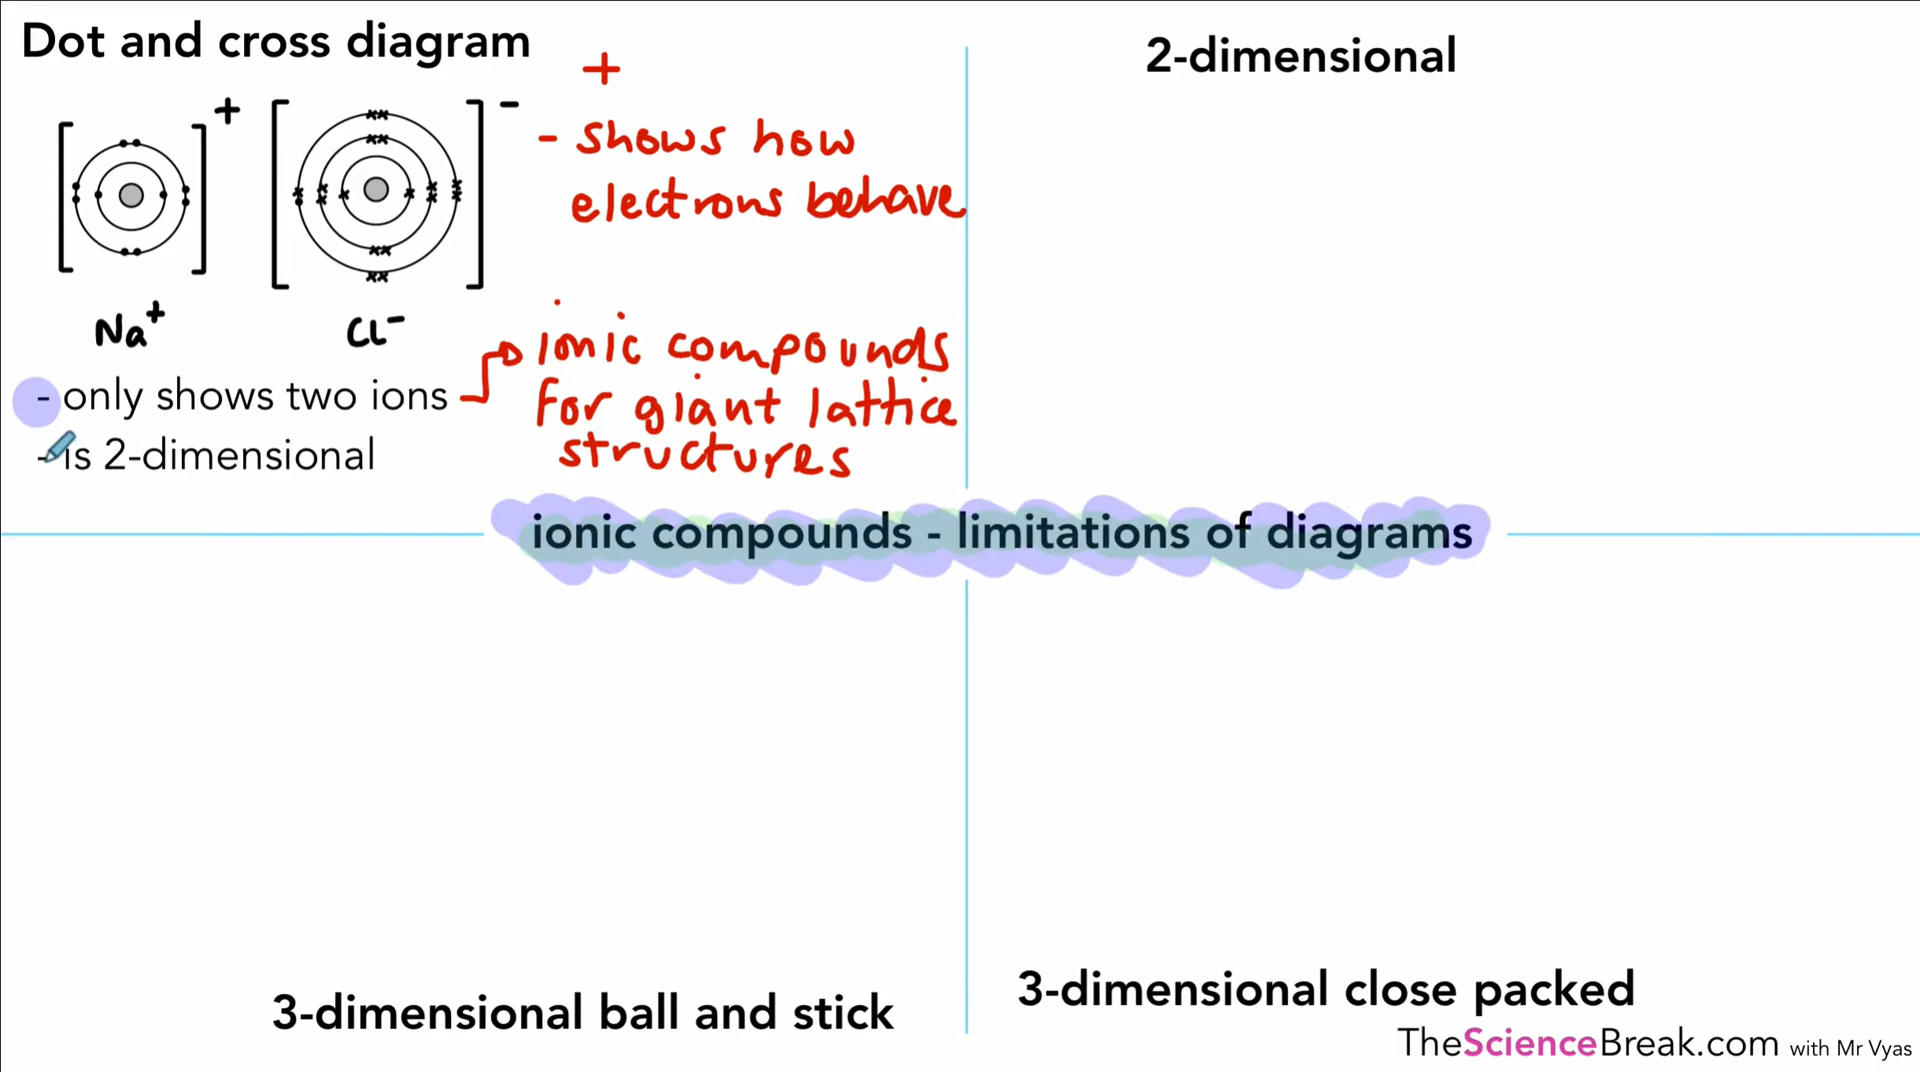 Dot and cross diagram
+
-
+
- shows how
electrons behave
Na+
Cl-
- only shows two ions
- is 2-dimensional
ionic compounds
for giant lattice
structures
2-dimensional
ionic compounds - limitations of diagrams
3-dimensional ball and stick
3-dimensional close packed
TheScienceBreak.com with Mr Vyas